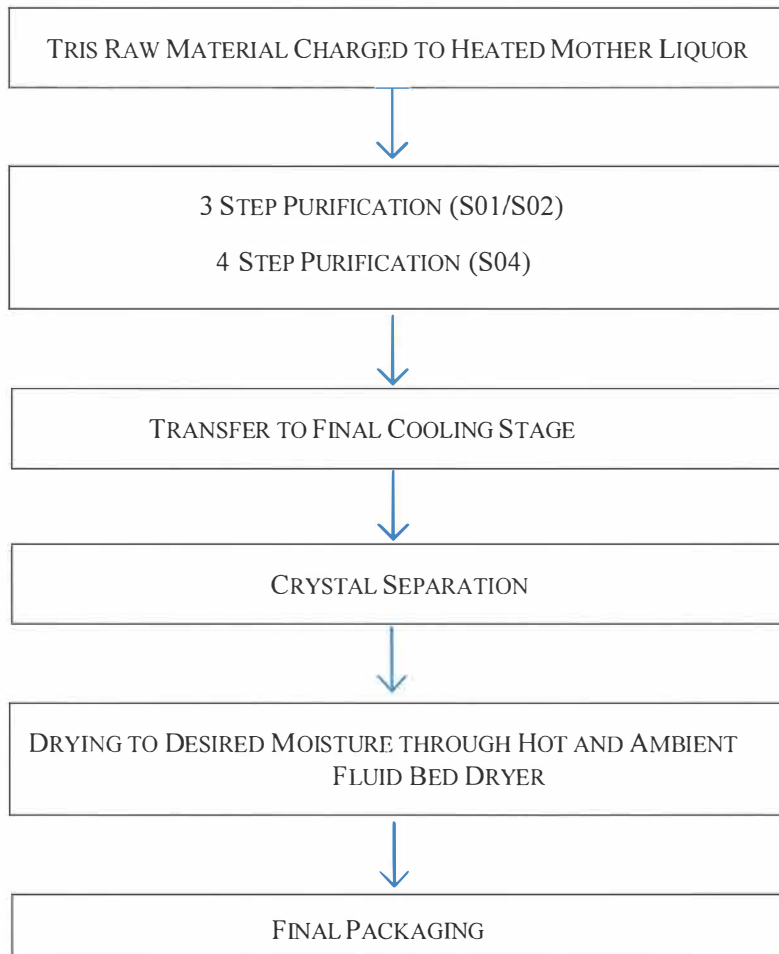 TRIS RAW MATERIAL CHARGED TO HEATED MOTHER LIQUOR
3 STEP PURIFICATION (S01/S02)
4 STEP PURIFICATION (S04)
TRANSFER TO FINAL COOLING STAGE
CRYSTAL SEPARATION
DRYING TO DESIRED MOISTURE THROUGH HOT AND AMBIENT
FLUID BED DRYER
FINAL PACKAGING